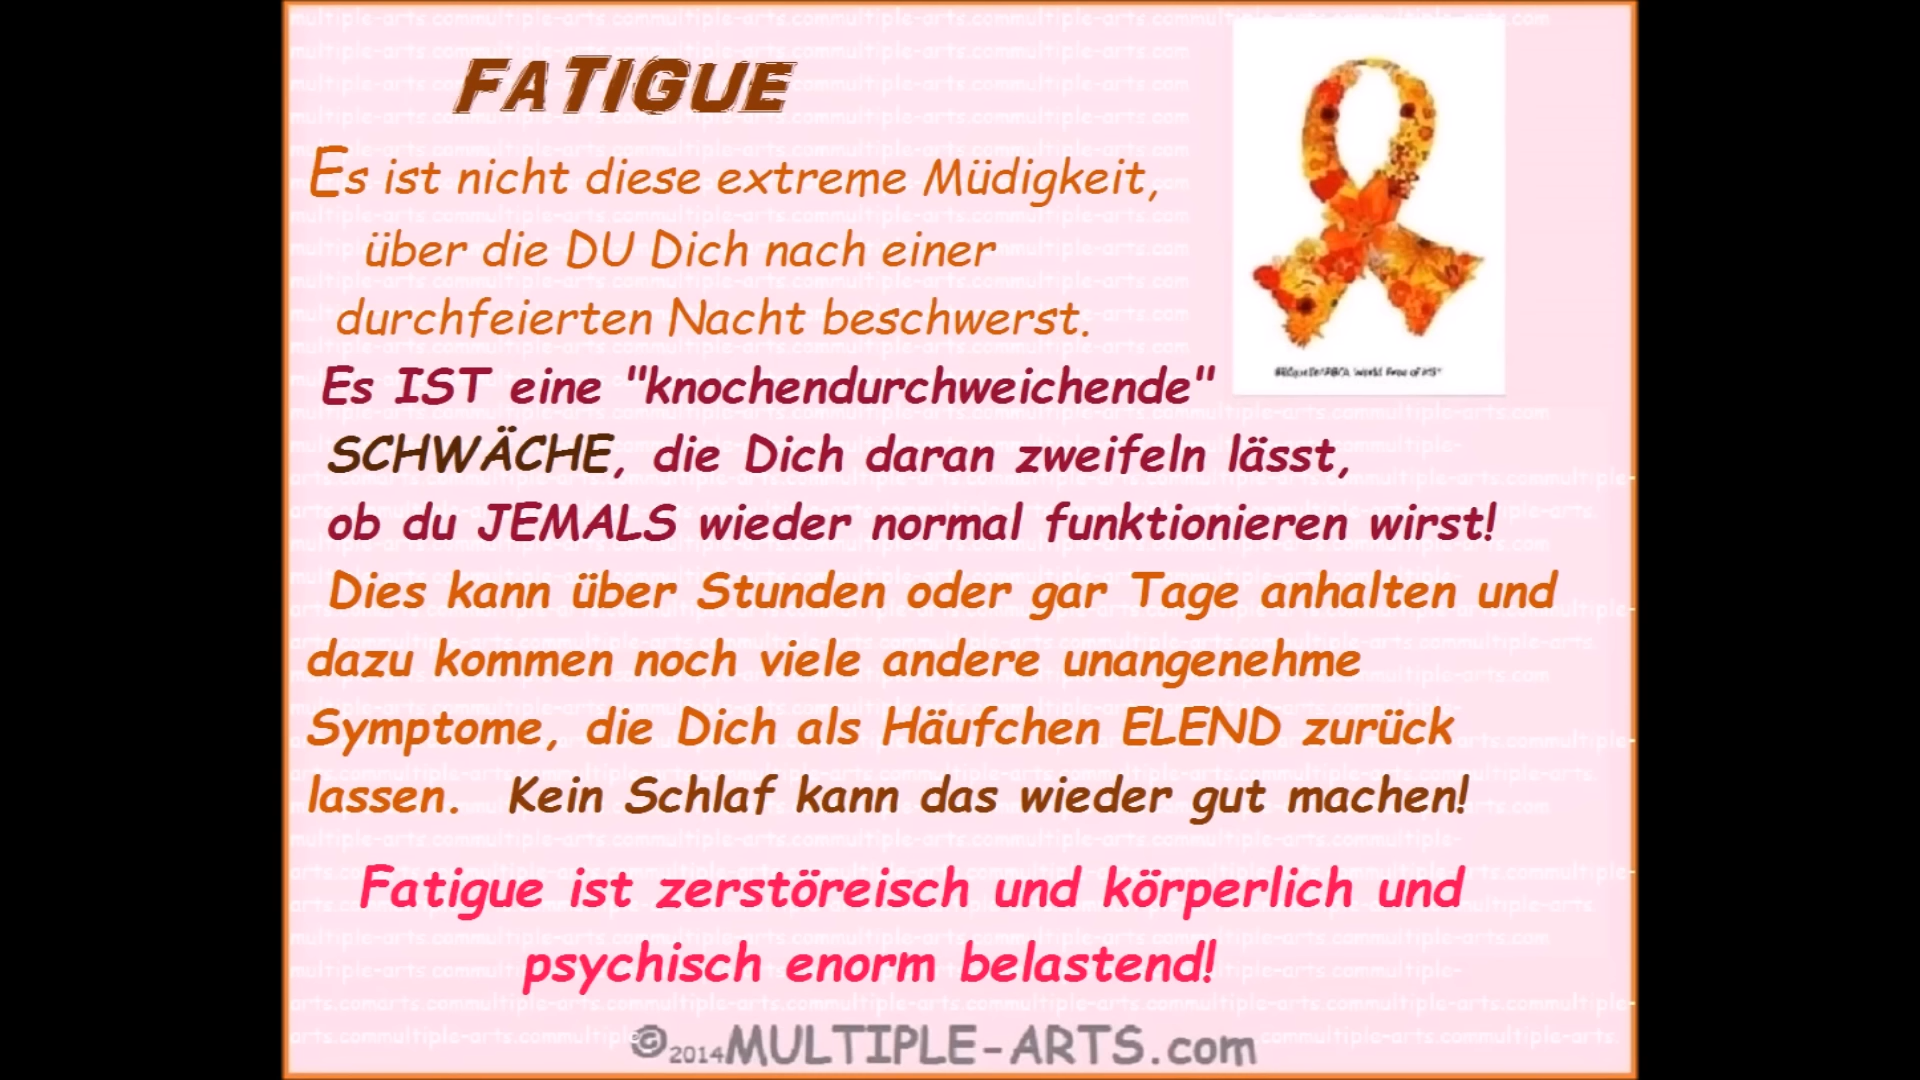 FATIGUE
Es ist nicht diese extreme Müdigkeit,
über die DU Dich nach einer
durchfeierten Nacht beschwerst.
Es IST eine "knochendurchweichende"
SCHWÄCHE, die Dich daran zweifeln lässt,
ob du JEMALS wieder normal funktionieren wirst!
Dies kann über Stunden oder gar Tage anhalten und
dazu kommen noch viele andere unangenehme
Symptome, die Dich als Häufchen ELEND zurück
lassen. Kein Schlaf kann das wieder gut machen!
Fatigue ist zerstöreisch und körperlich und
psychisch enorm belastend!
©2014MULTIPLE-ARTS.com